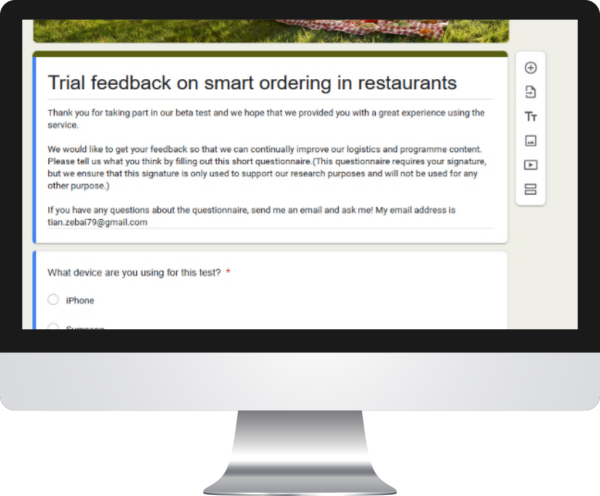 Trial feedback on smart ordering in restaurants
Thank you for taking part in our beta test and we hope that we provided you with a great experience using the
service.
We would like to get your feedback so that we can continually improve our logistics and programme content.
Please tell us what you think by filling out this short questionnaire.(This questionnaire requires your signature,
but we ensure that this signature is only used to support our research purposes and will not be used for any
other purpose.)
If you have any questions about the questionnaire, send me an email and ask me! My email address is
tian.zebai79@gmail.com
What device are you using for this test? *
iPhone
Tт